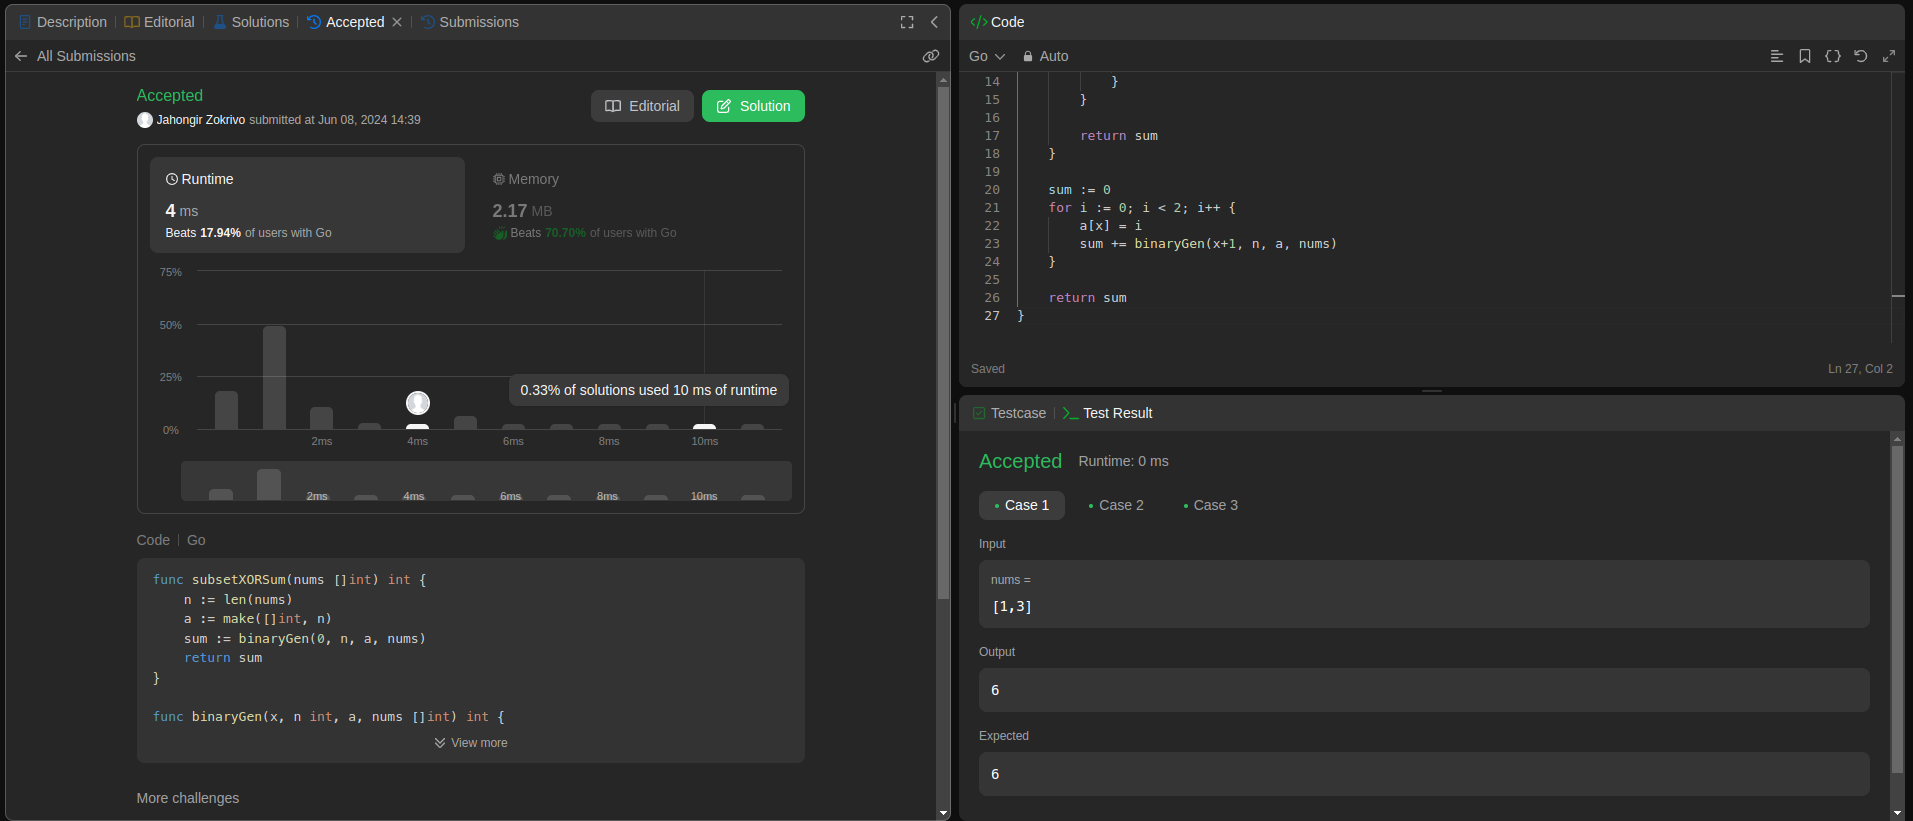 Description
Editorial
Solutions
Accepted
Submissions
All Submissions
Accepted
Jahongir Zokrivo submitted at Jun 08, 2024 14:39
Editorial
Solution
Runtime
4 ms
Beats 17.94% of users with Go
Memory
2.17 MB
Beats 70.70% of users with Go
75%
50%
25%
0%
0.33% of solutions used 10 ms of runtime
2ms 4ms 6ms 8ms 10ms
2ms 4ms 6ms 8ms 10ms
Code | Go
func subsetXORSum(nums []int) int {
    n := len(nums)
    a := make([]int, n)
    sum := binaryGen(0, n, a, nums)
    return sum
}
func binaryGen(x, n int, a, nums []int) int {
View more
More challenges
Code
Go
Auto
14 }
15 }
16
17 return sum
18 }
19
20 sum := 0
21 for i := 0; i < 2; i++ {
22 a[x] = i
23 sum += binaryGen(x+1, n, a, nums)
24 }
25
26 return sum
27 }
Saved
Ln 27, Col 2
Testcase
Test Result
Accepted
Runtime: 0 ms
Case 1
Case 2
Case 3
Input
nums =
[1,3]
Output
6
Expected
6